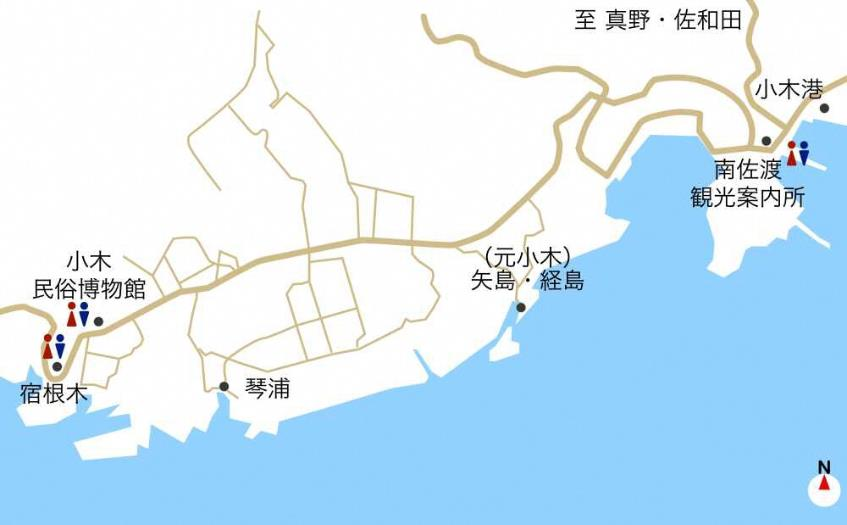 至 真野・佐和田
小木港
南佐渡
観光案内所
（元小木）
矢島・経島
小木
民俗博物館
宿根木
琴浦
N